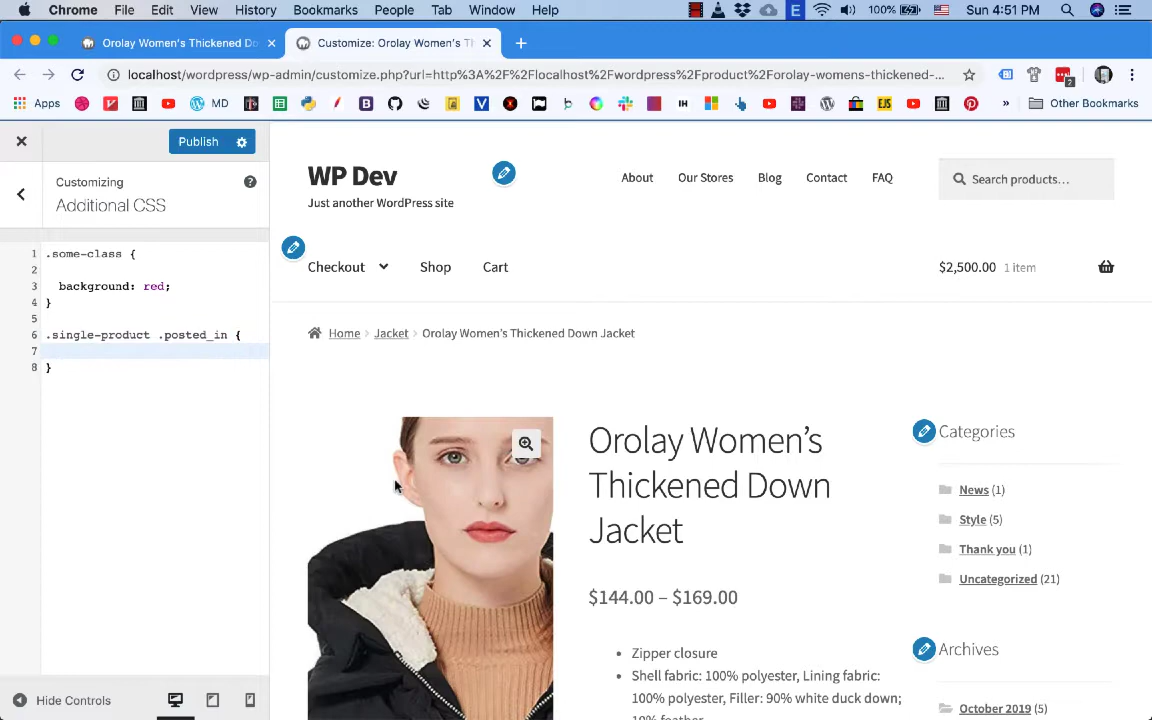 Chrome File Edit View History Bookmarks People Tab Window Help 100% Sun 4:51 PM
Orolay Women's Thickened Do
Customize: Orolay Women's Th
localhost/wordpress/wp-admin/customize.php?url=http%3A%2F%2Flocalhost%2Fwordpress%2Fproduct%2Forolay-womens-thickened-...
Apps MD IH EJS » Other Bookmarks
Publish
Customizing
Additional CSS
1 .some-class {
2
3 background: red;
4 }
5
6 .single-product .posted_in {
7
8 }
Hide Controls
WP Dev
Just another WordPress site
About Our Stores Blog Contact FAQ
Search products…
Checkout Shop Cart
$2,500.00 1 item
Home › Jacket › Orolay Women's Thickened Down Jacket
Orolay Women's
Thickened Down
Jacket
$144.00 – $169.00
• Zipper closure
• Shell fabric: 100% polyester, Lining fabric:
100% polyester, Filler: 90% white duck down;
10% feather
Categories
News (1)
Style (5)
Thank you (1)
Uncategorized (21)
Archives
October 2019 (5)